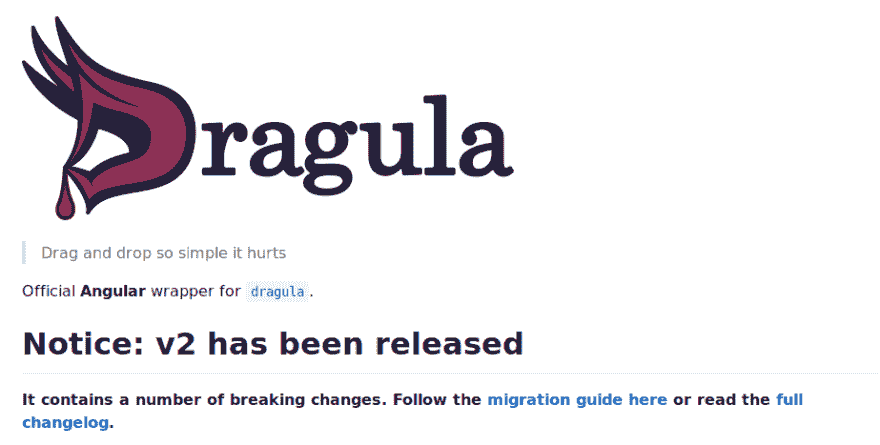 Dragula
Drag and drop so simple it hurts
Official Angular wrapper for dragula.
Notice: v2 has been released
It contains a number of breaking changes. Follow the migration guide here or read the full
changelog.